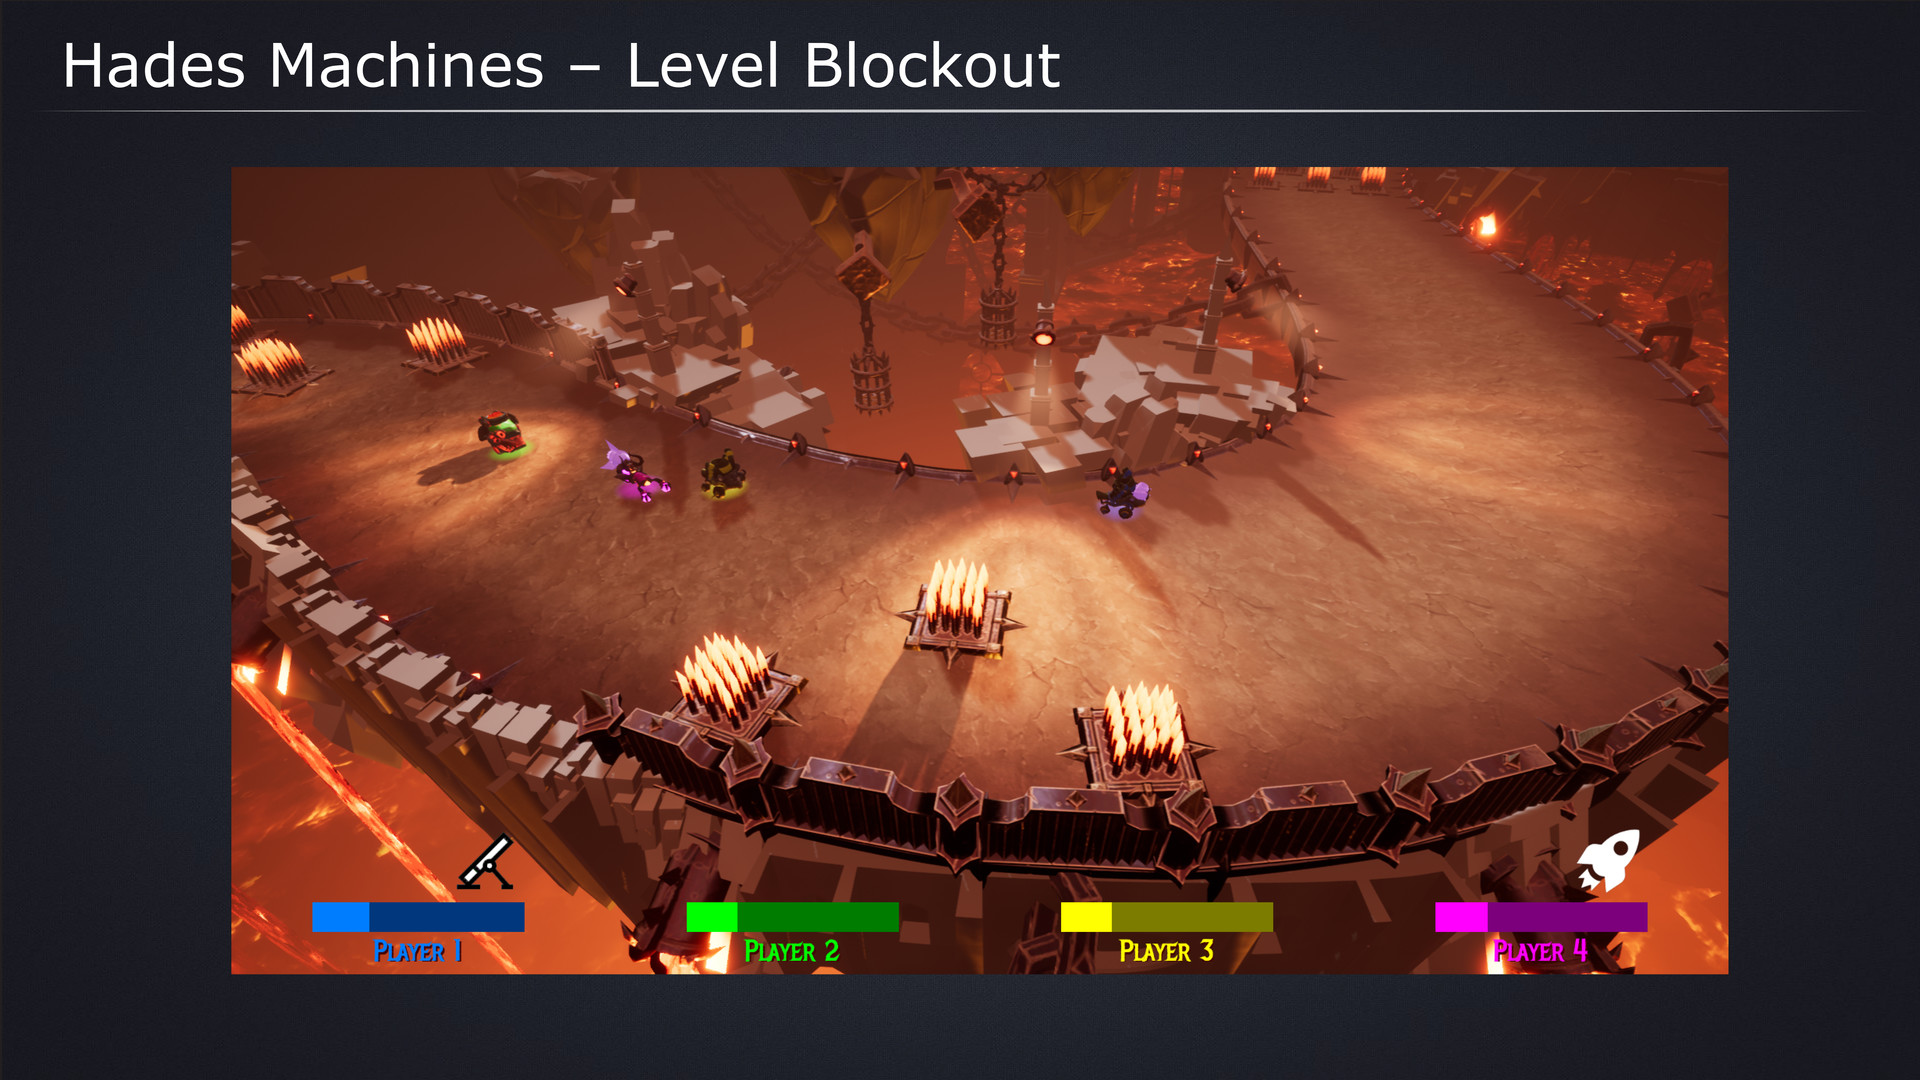 Hades Machines – Level Blockout
Player 1
Player 2
Player 3
Player 4